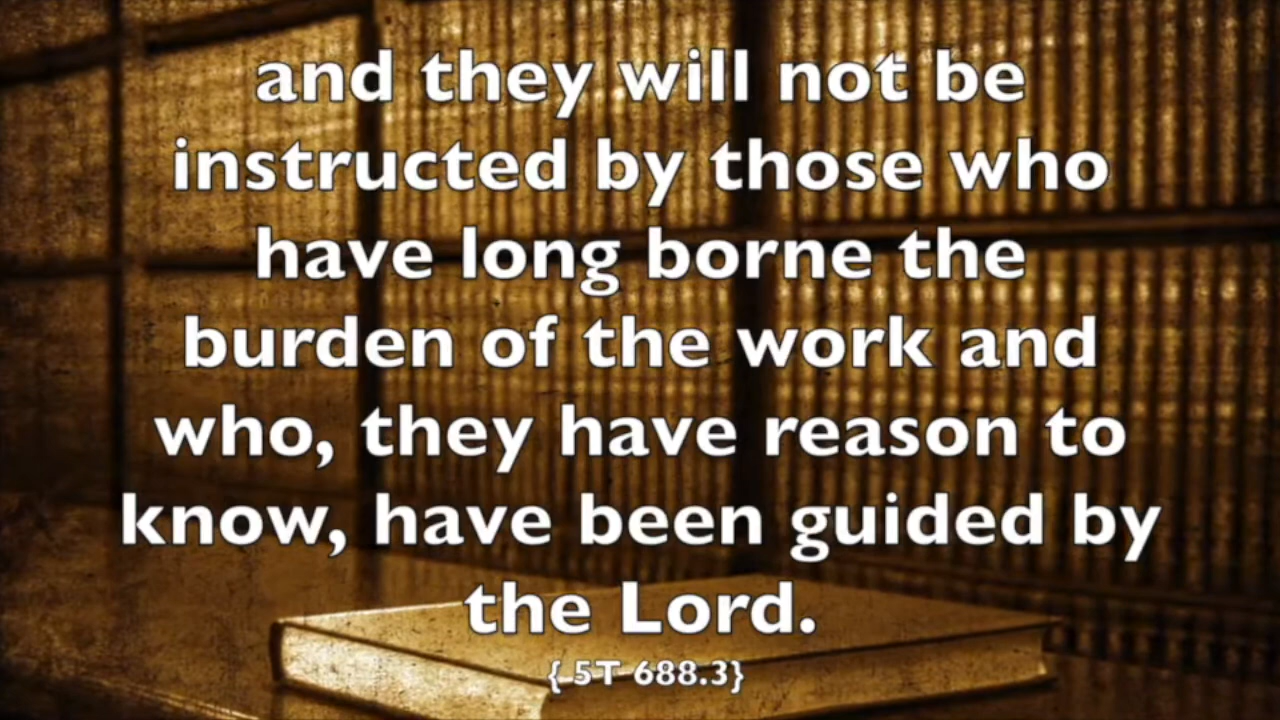 and they will not be
instructed by those who
have long borne the
burden of the work and
who, they have reason to
know, have been guided by
the Lord.
{ 5T 688.3}